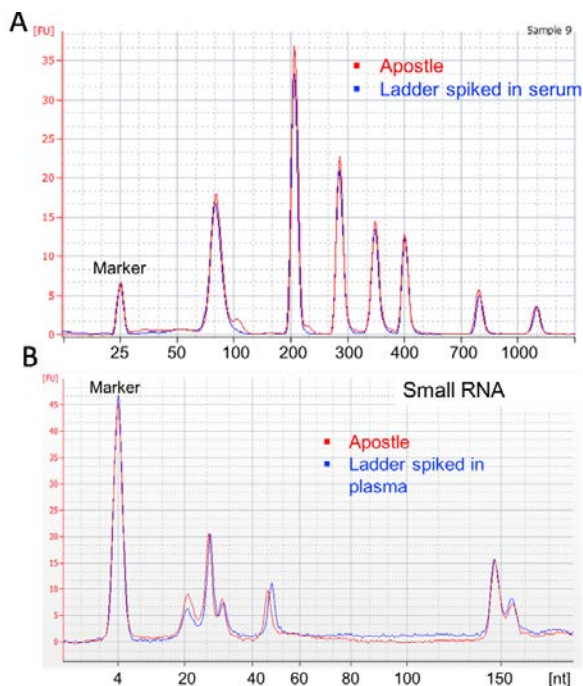 A
[FU]
Sample 9
35
30
25
20
15
10
5
0
Apostle
Ladder spiked in serum
Marker
25 50 100 200 300 400 700 1000
B
[FU]
Marker
Small RNA
45
40
35
30
25
20
15
10
5
0
Apostle
Ladder spiked in
plasma
4 20 40 60 80 100 150 [nt]